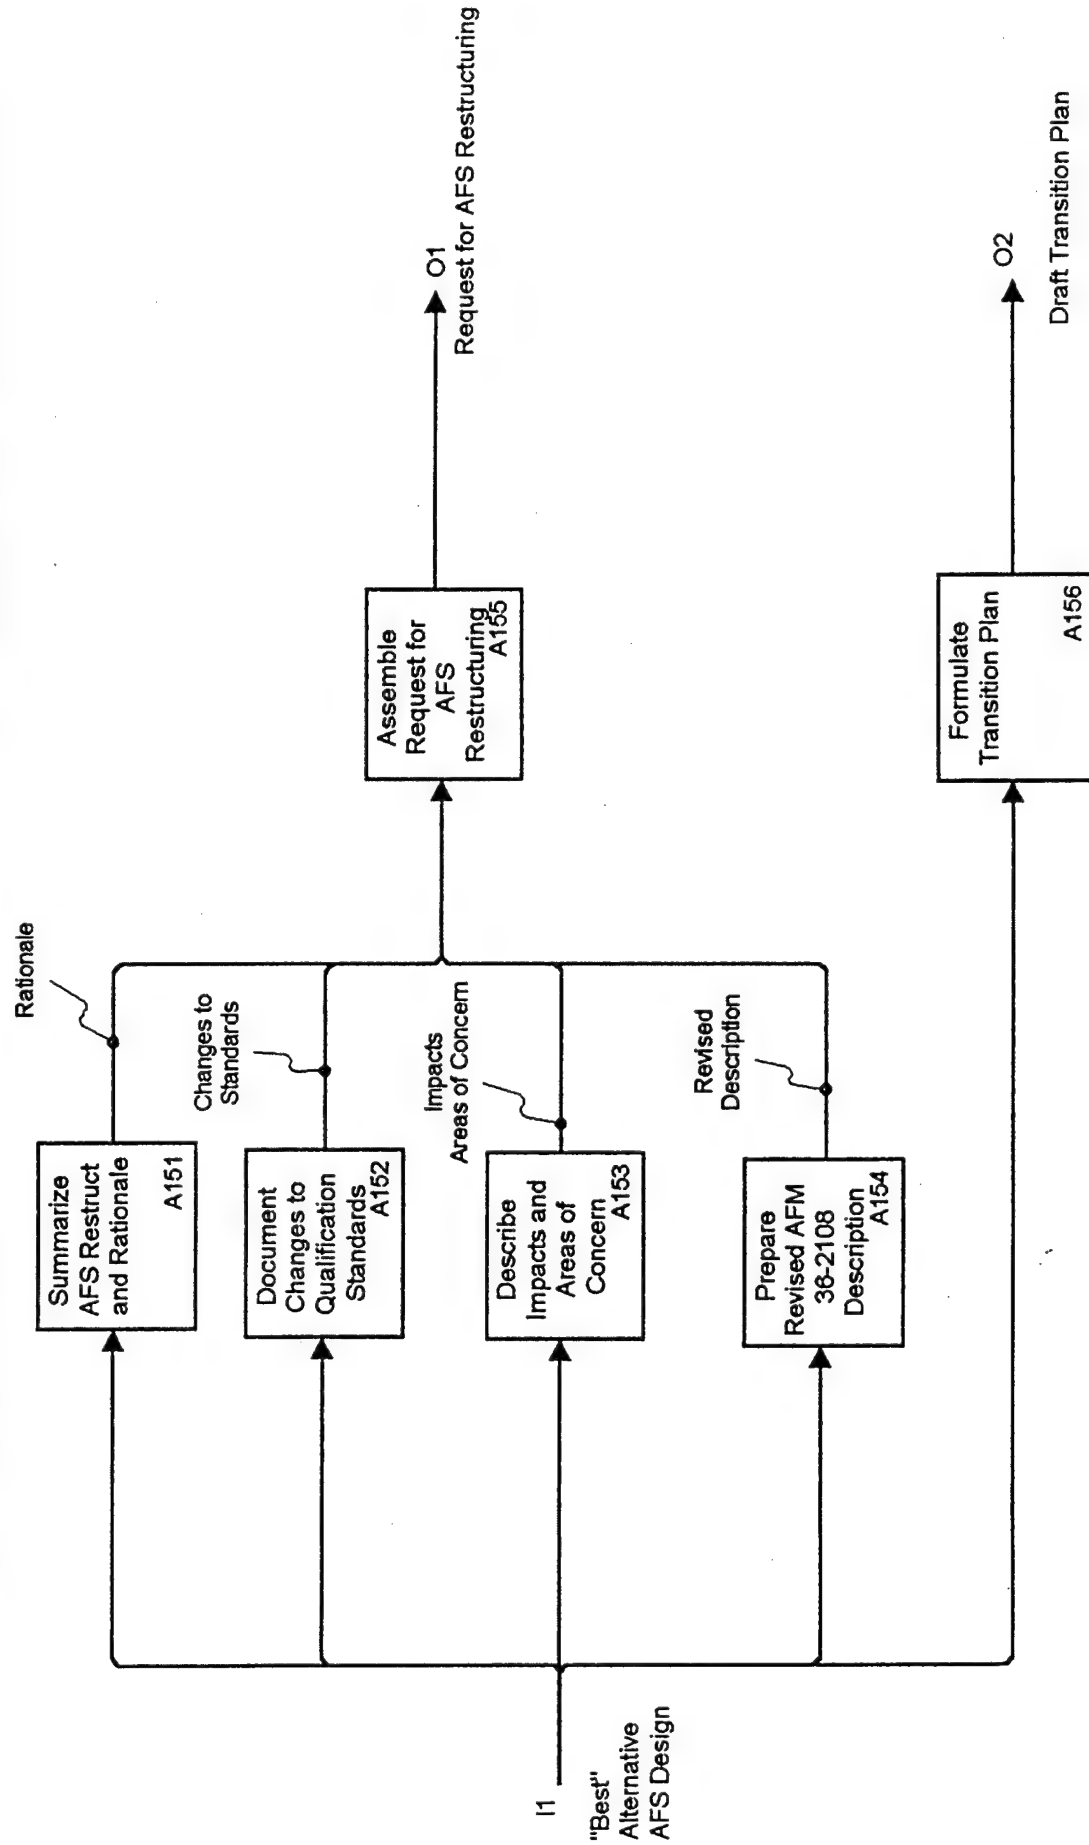 I1
"Best"
Alternative
AFS Design
Summarize
AFS Restruct
and Rationale
A151
Rationale
Document
Changes to
Qualification
Standards
A152
Changes to
Standards
Describe
Impacts and
Areas of
Concern
A153
Impacts
Areas of Concern
Prepare
Revised AFM
36-2108
Description
A154
Revised
Description
Assemble
Request for
AFS
Restructuring
A155
O1
Request for AFS Restructuring
Formulate
Transition Plan
A156
O2
Draft Transition Plan